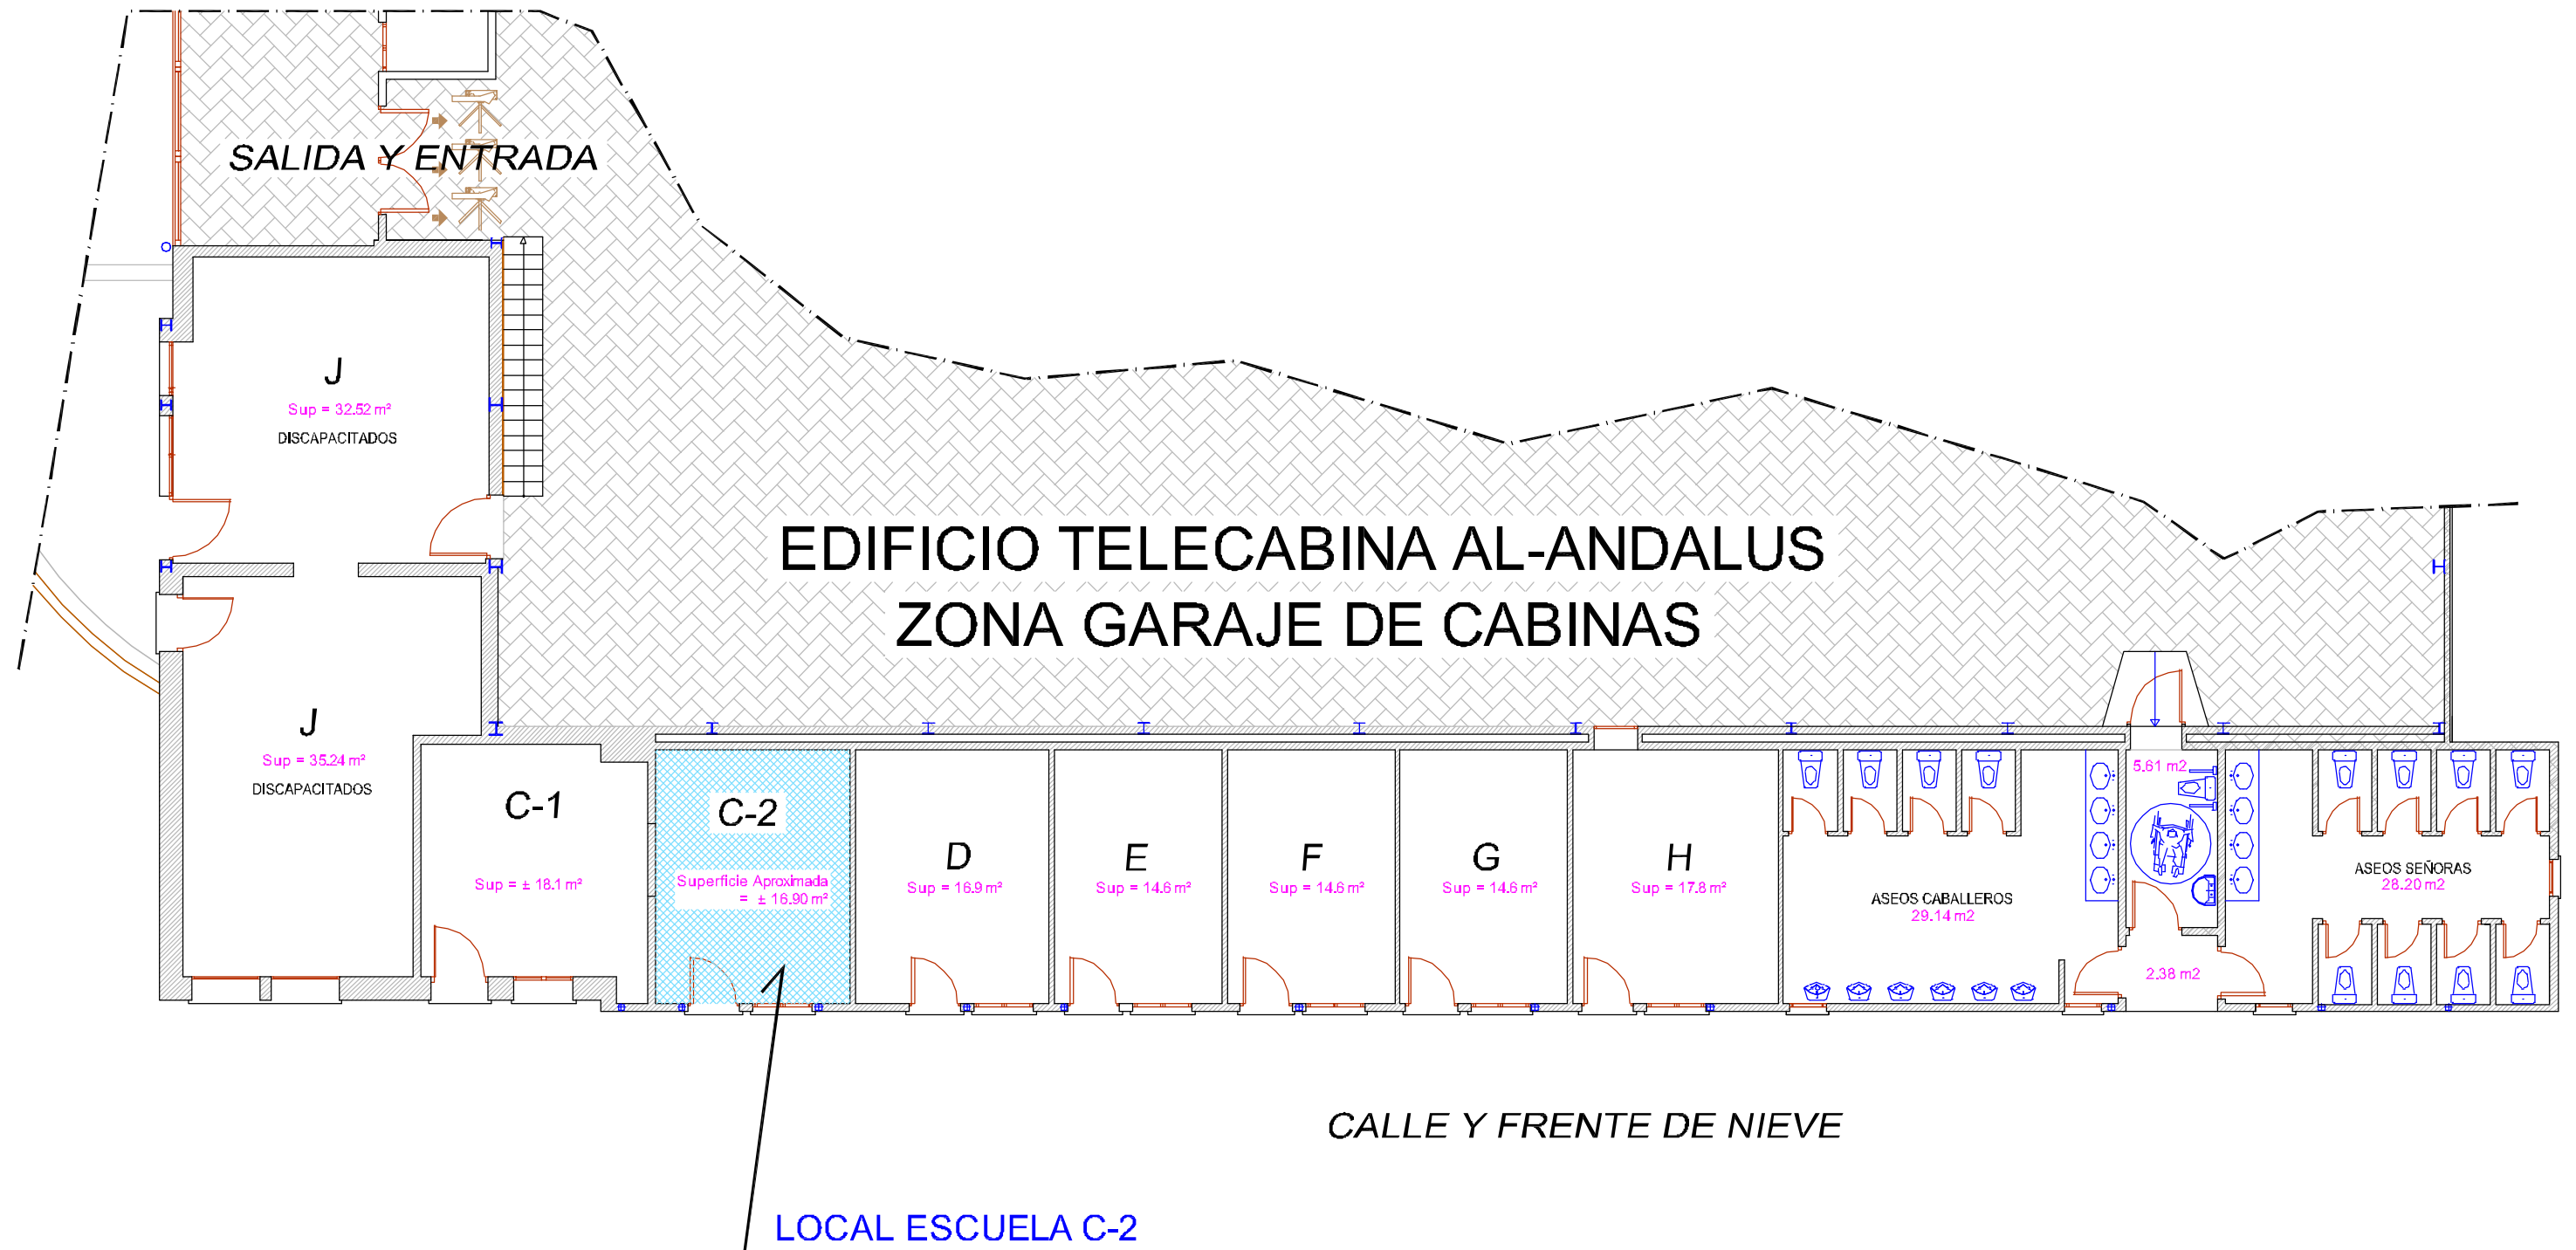 SALIDA Y ENTRADA
J
Sup = 32.52 m²
DISCAPACITADOS
EDIFICIO TELECABINA AL-ANDALUS
ZONA GARAJE DE CABINAS
J
Sup = 35.24 m²
DISCAPACITADOS
C-1
Sup = ± 18.1 m²
C-2
Superficie Aproximada
= ± 16.90 m²
D
Sup = 16.9 m²
E
Sup = 14.6 m²
F
Sup = 14.6 m²
G
Sup = 14.6 m²
H
Sup = 17.8 m²
ASEOS CABALLEROS
29.14 m2
5.61 m2
2.38 m2
ASEOS SEÑORAS
28.20 m2
CALLE Y FRENTE DE NIEVE
LOCAL ESCUELA C-2